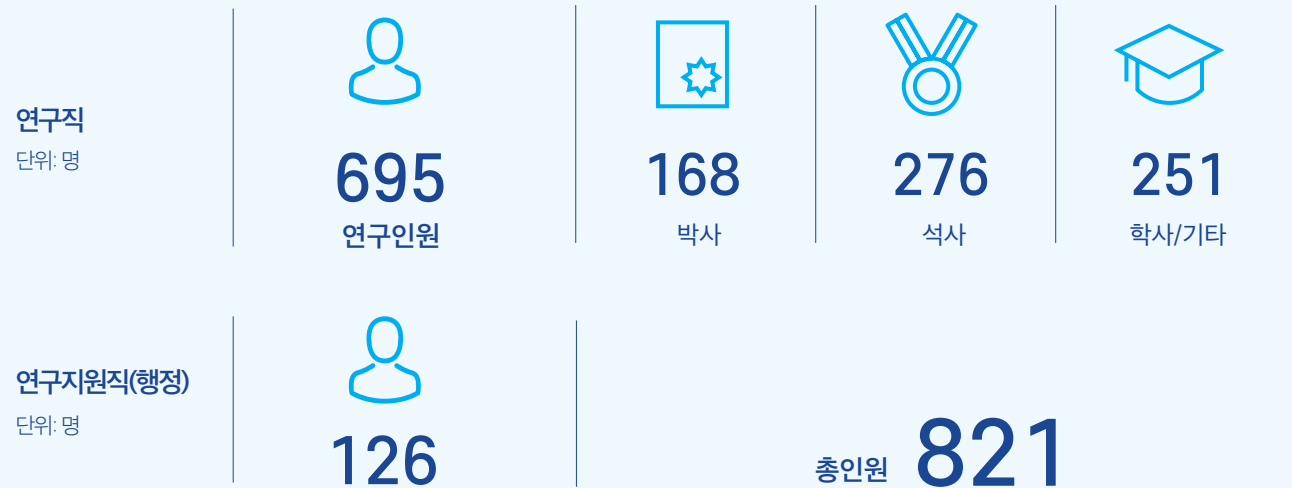 연구직
단위: 명
695
연구인원
168
박사
276
석사
251
학사/기타
연구지원직(행정)
단위: 명
126
총인원 821